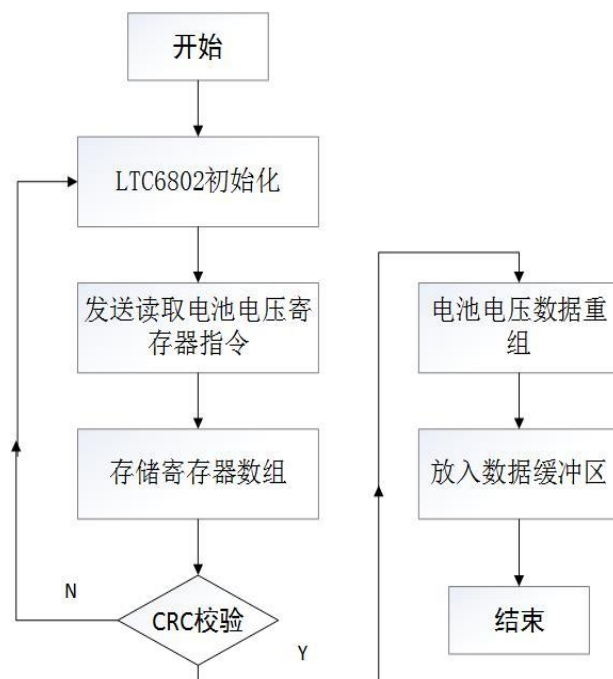 开始
LTC6802初始化
发送读取电池电压寄
存器指令
存储寄存器数组
N
CRC校验
Y
电池电压数据重
组
放入数据缓冲区
结束